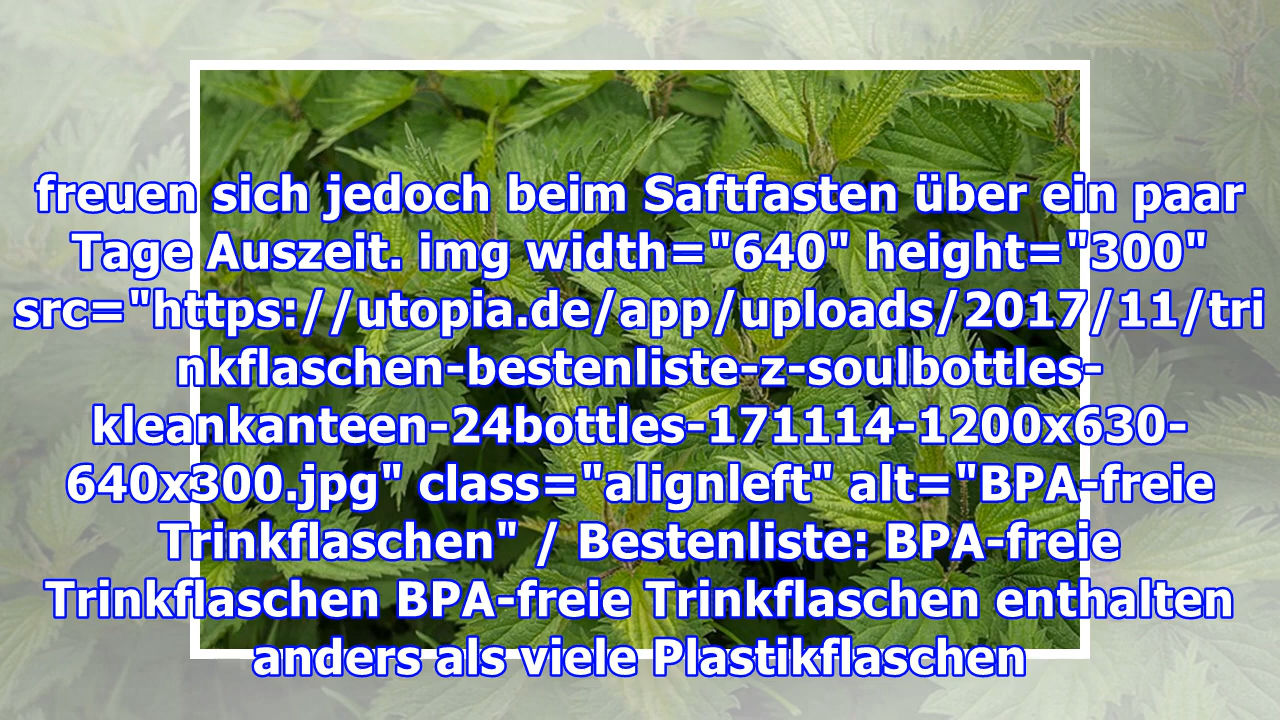 freuen sich jedoch beim Saftfasten über ein paar
Tage Auszeit. img width="640" height="300"
src="https://utopia.de/app/uploads/2017/11/tri
nkflaschen-bestenliste-z-soulbottles-
kleankanteen-24bottles-171114-1200x630-
640x300.jpg" class="alignleft" alt="BPA-freie
Trinkflaschen" / Bestenliste: BPA-freie
Trinkflaschen BPA-freie Trinkflaschen enthalten
anders als viele Plastikflaschen